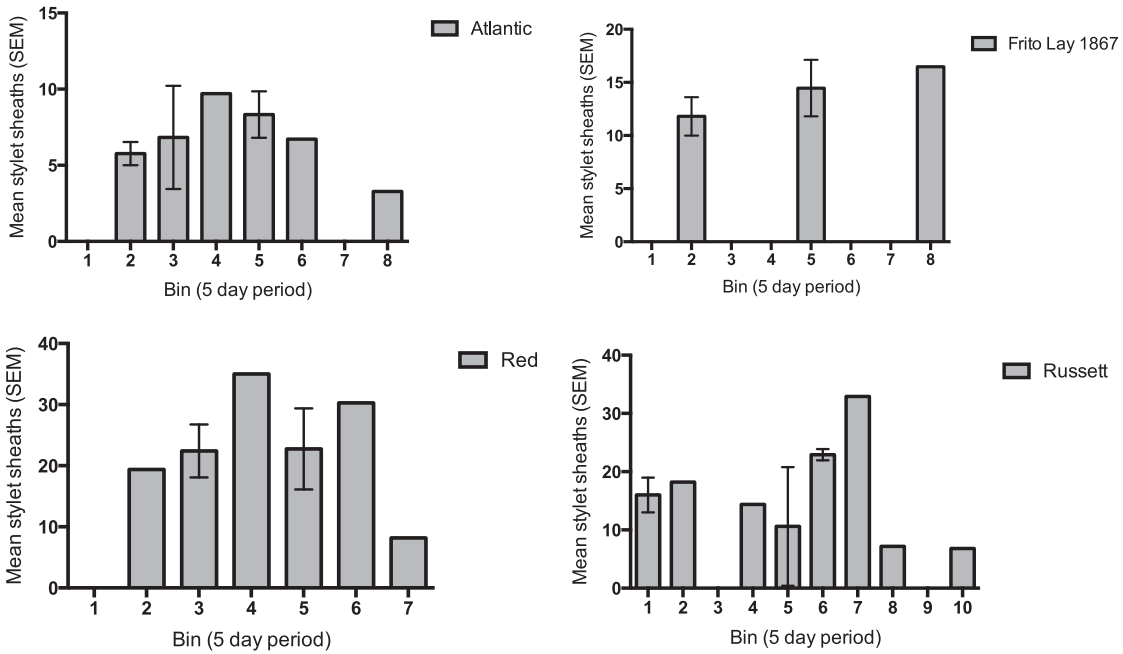 Atlantic
Mean stylet sheaths (SEM)
15
10
5
0
1 2 3 4 5 6 7 8
Bin (5 day period)
Frito Lay 1867
Mean stylet sheaths (SEM)
20
15
10
5
0
1 2 3 4 5 6 7 8
Bin (5 day period)
Red
Mean stylet sheaths (SEM)
40
30
20
10
0
1 2 3 4 5 6 7
Bin (5 day period)
Russett
Mean stylet sheaths (SEM)
40
30
20
10
0
1 2 3 4 5 6 7 8 9 10
Bin (5 day period)